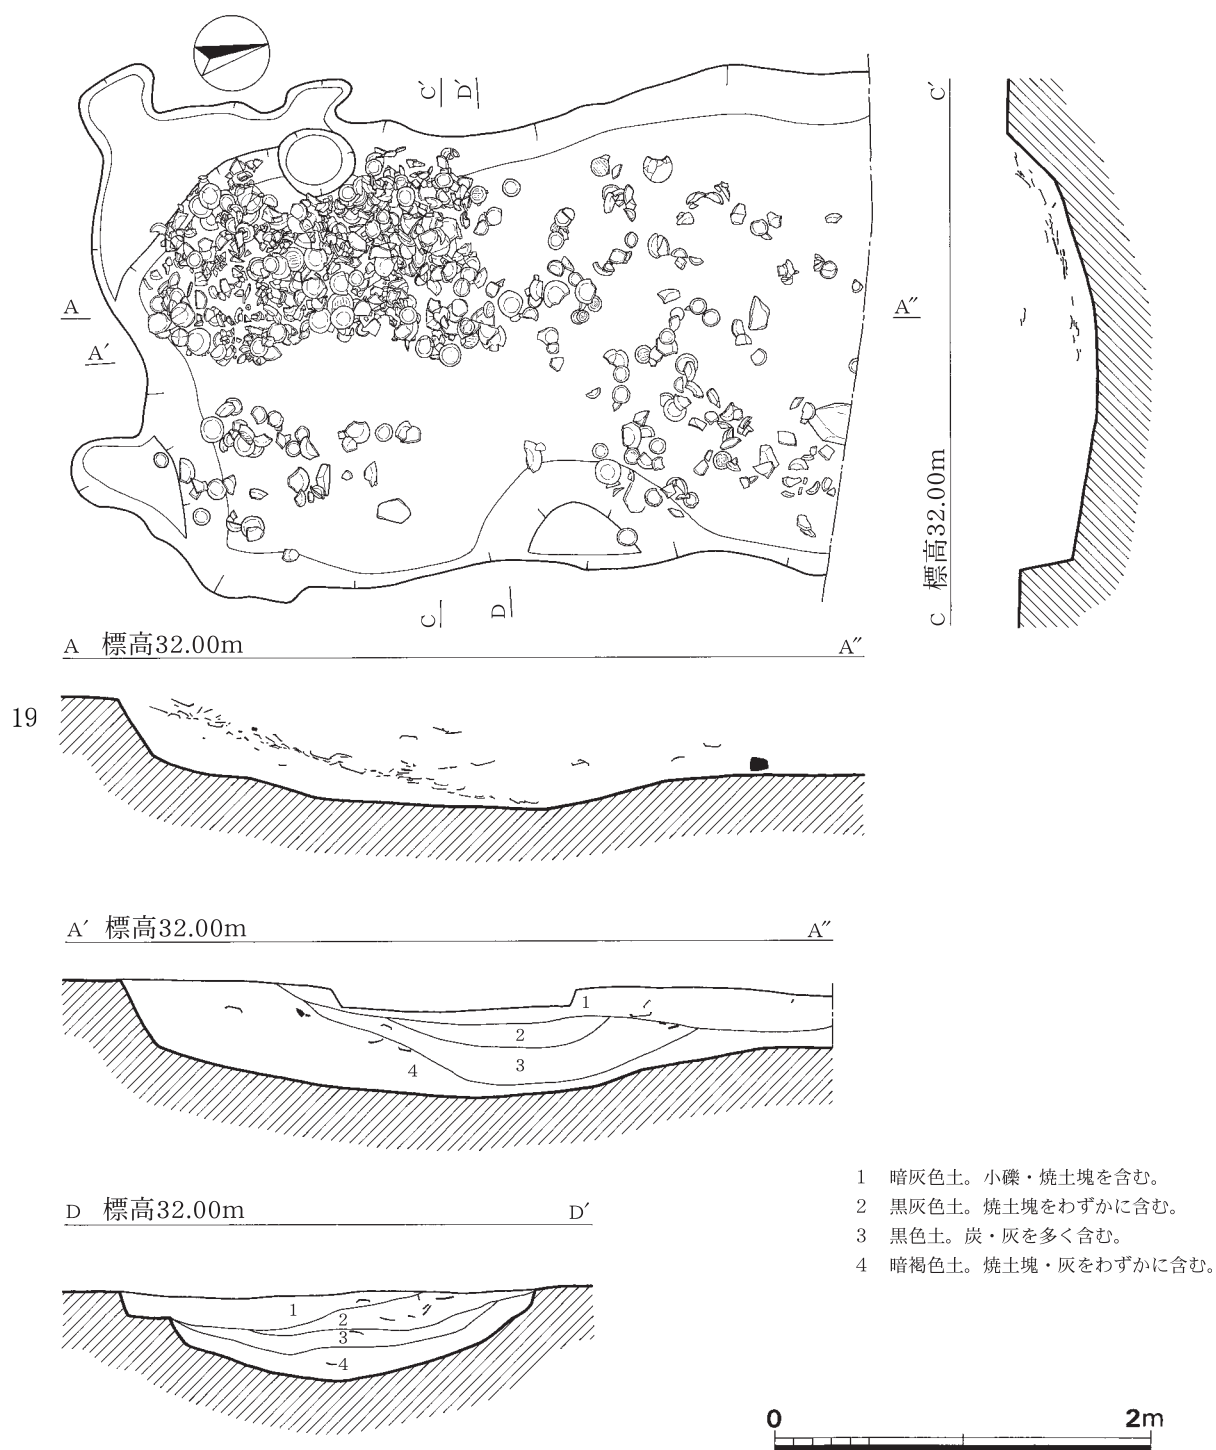 C′
D′
C′
A
A′
A″
C
D
C 標高32.00m
A 標高32.00m
A″
19
A′ 標高32.00m
A″
1
2
3
4
1 暗灰色土。小礫・焼土塊を含む。
2 黒灰色土。焼土塊をわずかに含む。
3 黒色土。炭・灰を多く含む。
4 暗褐色土。焼土塊・灰をわずかに含む。
D 標高32.00m
D′
1
2
3
4
0
2m